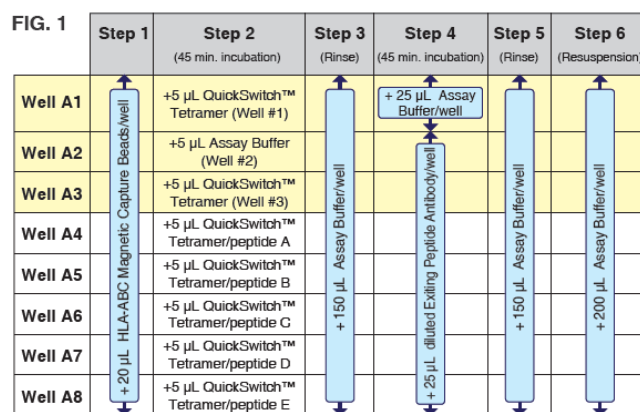 FIG. 1
Step 1
Step 2
(45 min. incubation)
Step 3
(Rinse)
Step 4
(45 min. incubation)
Step 5
(Rinse)
Step 6
(Resuspension)
Well A1
+5 µL QuickSwitch™
Tetramer (Well #1)
+ 25 µL Assay
Buffer/well
Well A2
+5 µL Assay Buffer
(Well #2)
Well A3
+5 µL QuickSwitch™
Tetramer (Well #3)
Well A4
+5 µL QuickSwitch™
Tetramer/peptide A
Well A5
+5 µL QuickSwitch™
Tetramer/peptide B
Well A6
+5 µL QuickSwitch™
Tetramer/peptide C
Well A7
+5 µL QuickSwitch™
Tetramer/peptide D
Well A8
+5 µL QuickSwitch™
Tetramer/peptide E
+ 20 µL HLA-ABC Magnetic Capture Beads/well
+ 150 µL Assay Buffer/well
+ 25 µL diluted Exiting Peptide Antibody/well
+ 150 µL Assay Buffer/well
+ 200 µL Assay Buffer/well